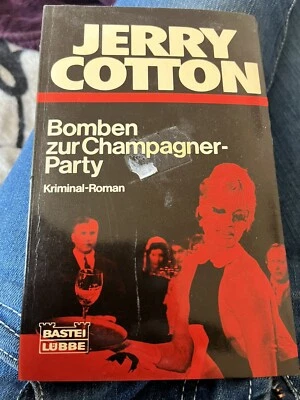 JERRY
COTTON
Bomben
zur Champagner-
Party
Kriminal-Roman
BASTEI
LÜBBE